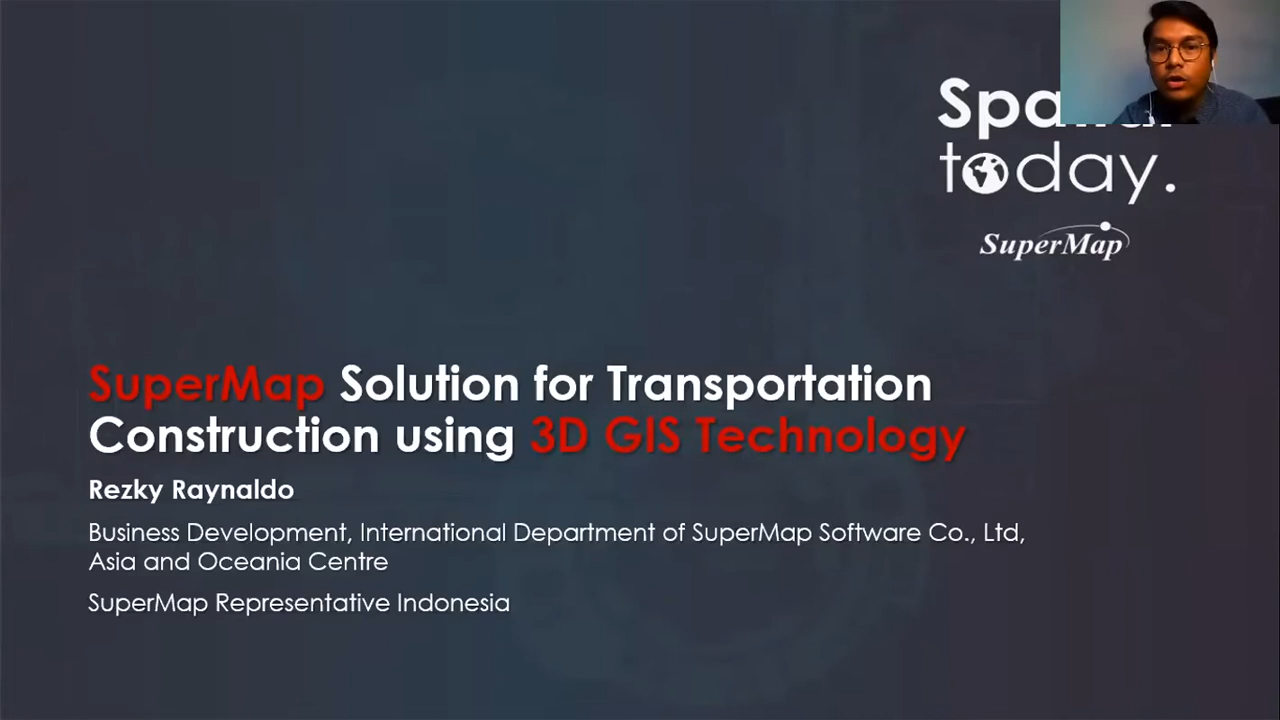 today.
SuperMap
SuperMap Solution for Transportation
Construction using 3D GIS Technology
Rezky Raynaldo
Business Development, International Department of SuperMap Software Co., Ltd,
Asia and Oceania Centre
SuperMap Representative Indonesia